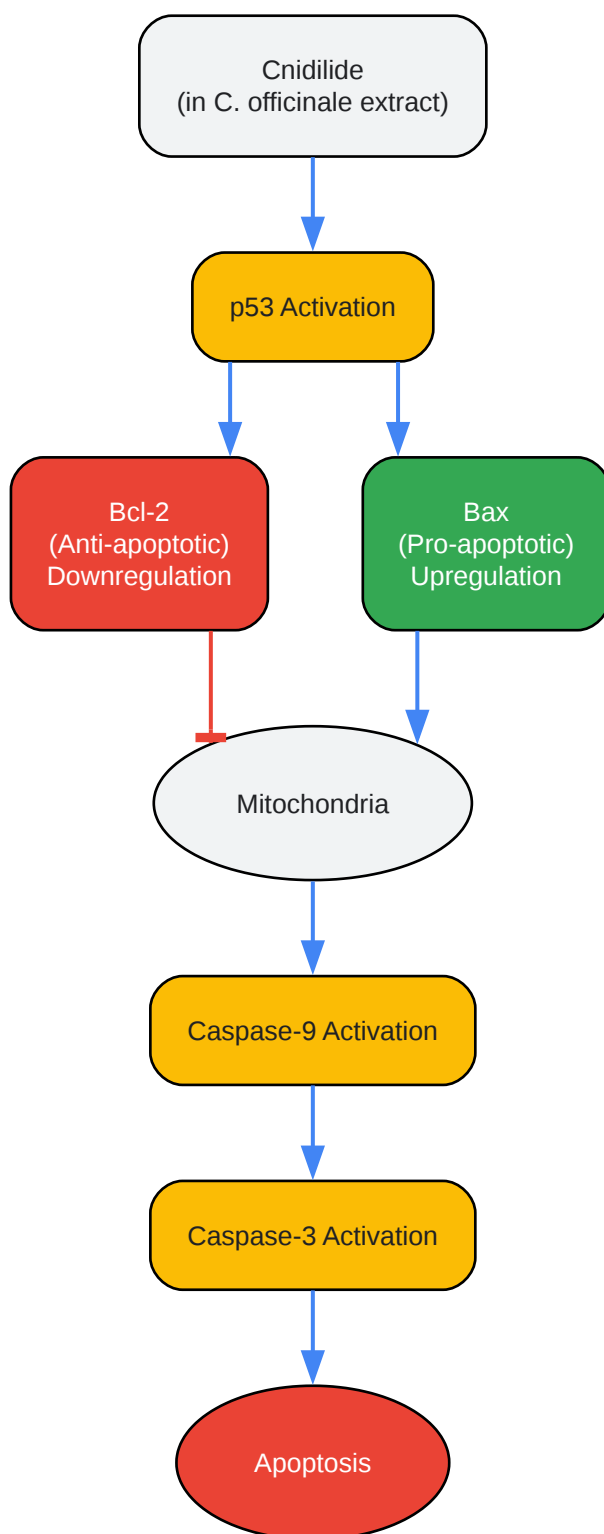 Cnidilide
(in C. officinale extract)
p53 Activation
Bcl-2
(Anti-apoptotic)
Downregulation
Bax
(Pro-apoptotic)
Upregulation
Mitochondria
Caspase-9 Activation
Caspase-3 Activation
Apoptosis